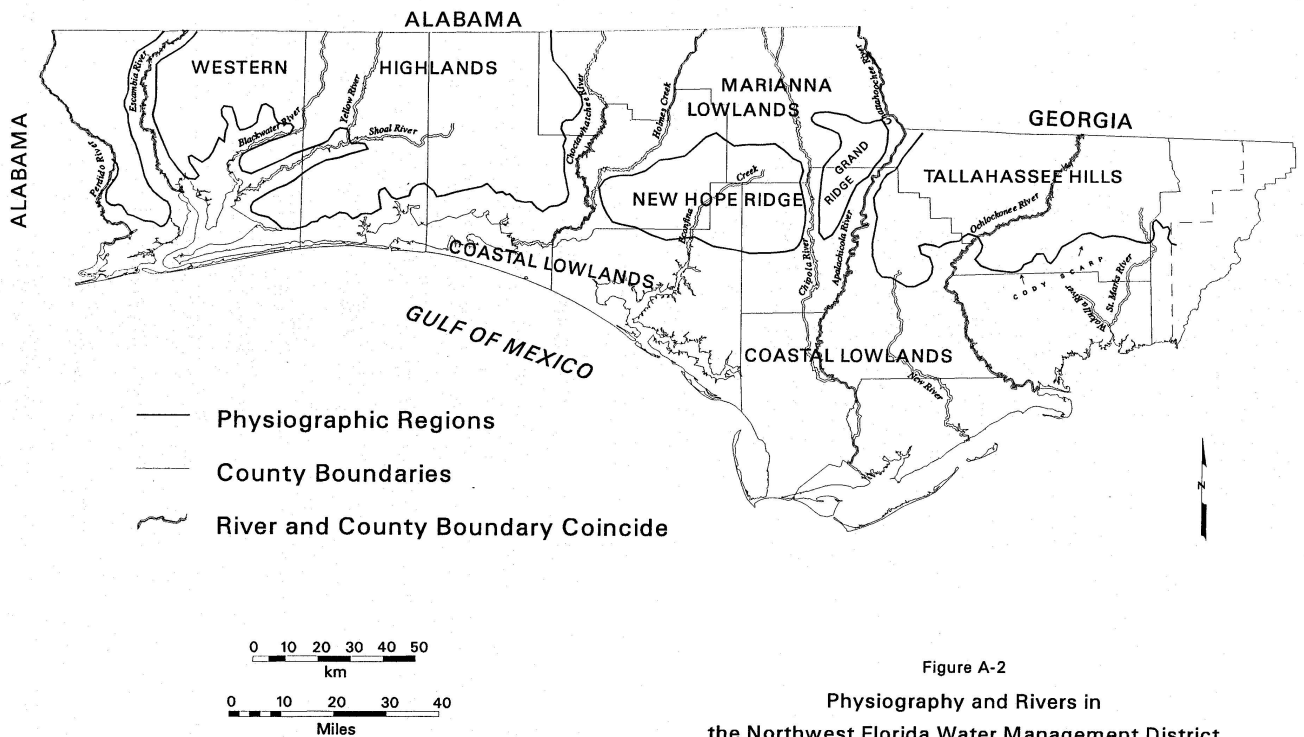 ALABAMA
ALABAMA
GEORGIA
WESTERN HIGHLANDS
MARIANNA
LOWLANDS
GRAND
RIDGE
TALLAHASSEE HILLS
NEW HOPE RIDGE
COASTAL LOWLANDS
COASTAL LOWLANDS
CODY SCARP
GULF OF MEXICO
Perdido River
Escambia River
Blackwater River
Yellow River
Shoal River
Choctawhatchee River
Holmes Creek
Econfina Creek
Chipola River
Apalachicola River
River
Ochlockonee River
New River
Wakulla River
St. Marks River
Physiographic Regions
County Boundaries
River and County Boundary Coincide
N
0 10 20 30 40 50
km
0 10 20 30 40
Miles
Figure A-2
Physiography and Rivers in
the Northwest Florida Water Management District